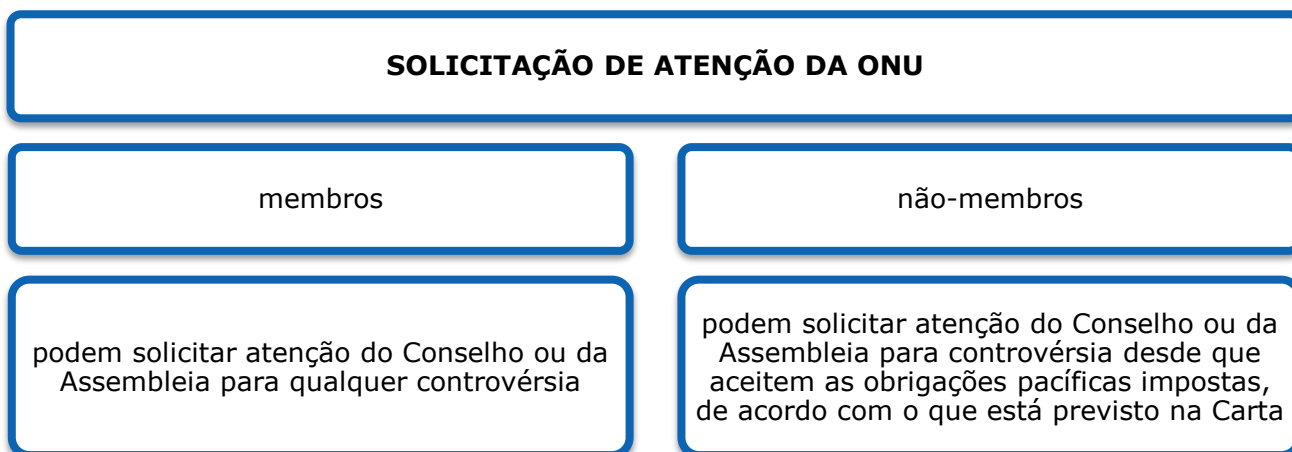 SOLICITAÇÃO DE ATENÇÃO DA ONU
membros
não-membros
podem solicitar atenção do Conselho ou da
Assembleia para qualquer controvérsia
podem solicitar atenção do Conselho ou da
Assembleia para controvérsia desde que
aceitem as obrigações pacíficas impostas,
de acordo com o que está previsto na Carta